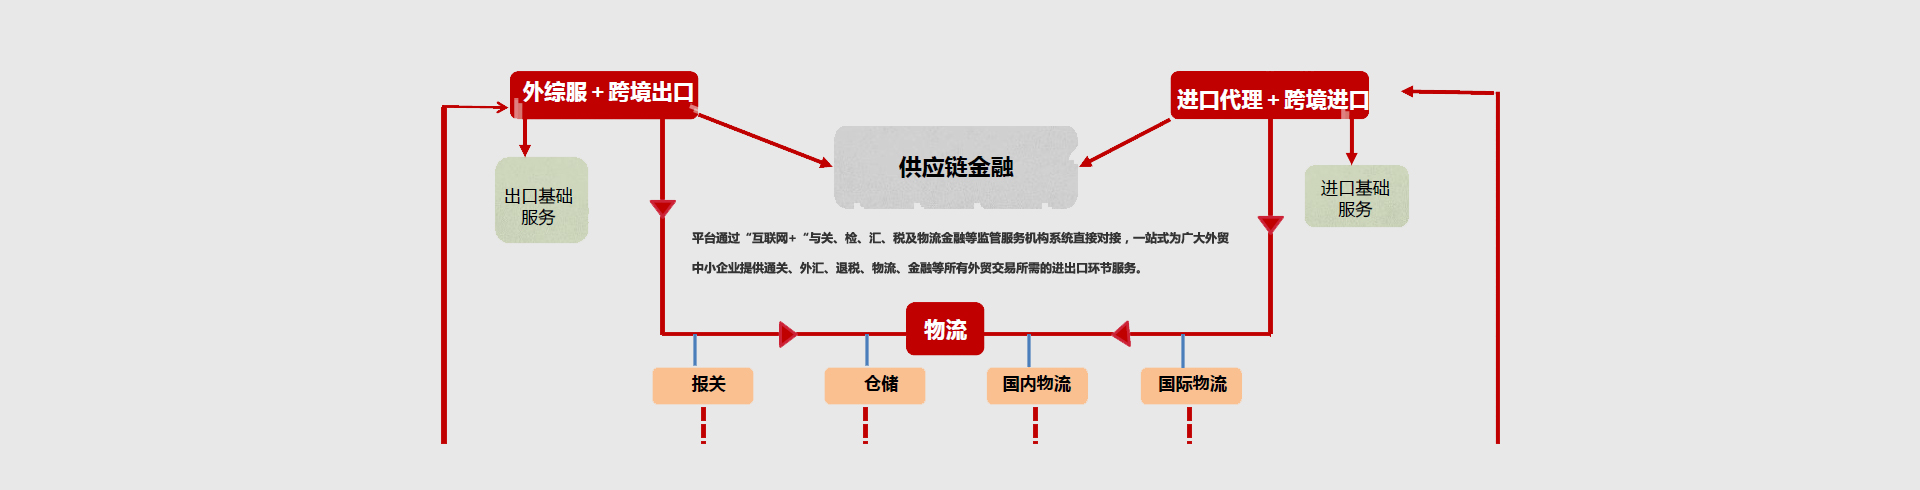 外综服+跨境出口
进口代理+跨境进口
供应链金融
出口基础
服务
进口基础
服务
平台通过“互联网+“与关、检、汇、税及物流金融等监管服务机构系统直接对接，一站式为广大外贸
中小企业提供通关、外汇、退税、物流、金融等所有外贸交易所需的进出口环节服务。
物流
报关
仓储
国内物流
国际物流